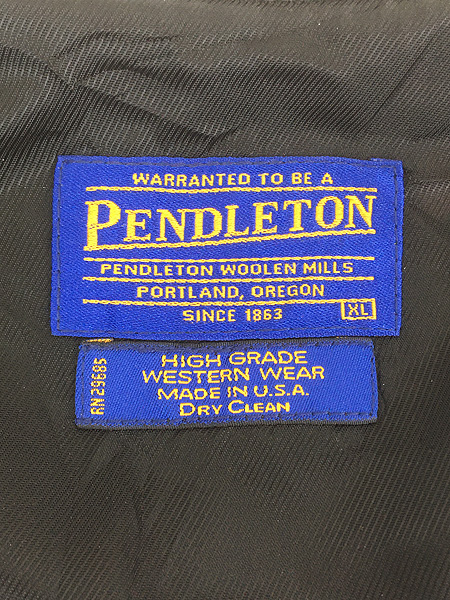 WARRANTED TO BE A
PENDLETON
PENDLETON WOOLEN MILLS
PORTLAND, OREGON
SINCE 1863
XL
RN 29685
HIGH GRADE
WESTERN WEAR
MADE IN U.S.A.
DRY CLEAN